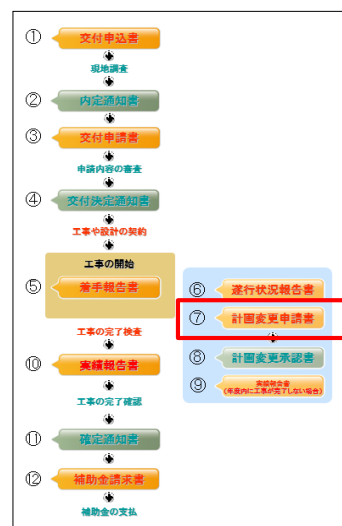 ① 交付申込書
現地調査
② 内定通知書
③ 交付申請書
申請内容の審査
④ 交付決定通知書
工事や設計の契約
工事の開始
⑤ 着手報告書
工事の完了検査
⑩ 実績報告書
工事の完了確認
⑪ 確定通知書
⑫ 補助金請求書
補助金の支払
⑥ 遂行状況報告書
⑦ 計画変更申請書
⑧ 計画変更承認書
⑨ 実績報告書
(年度内に工事が完了しない場合)